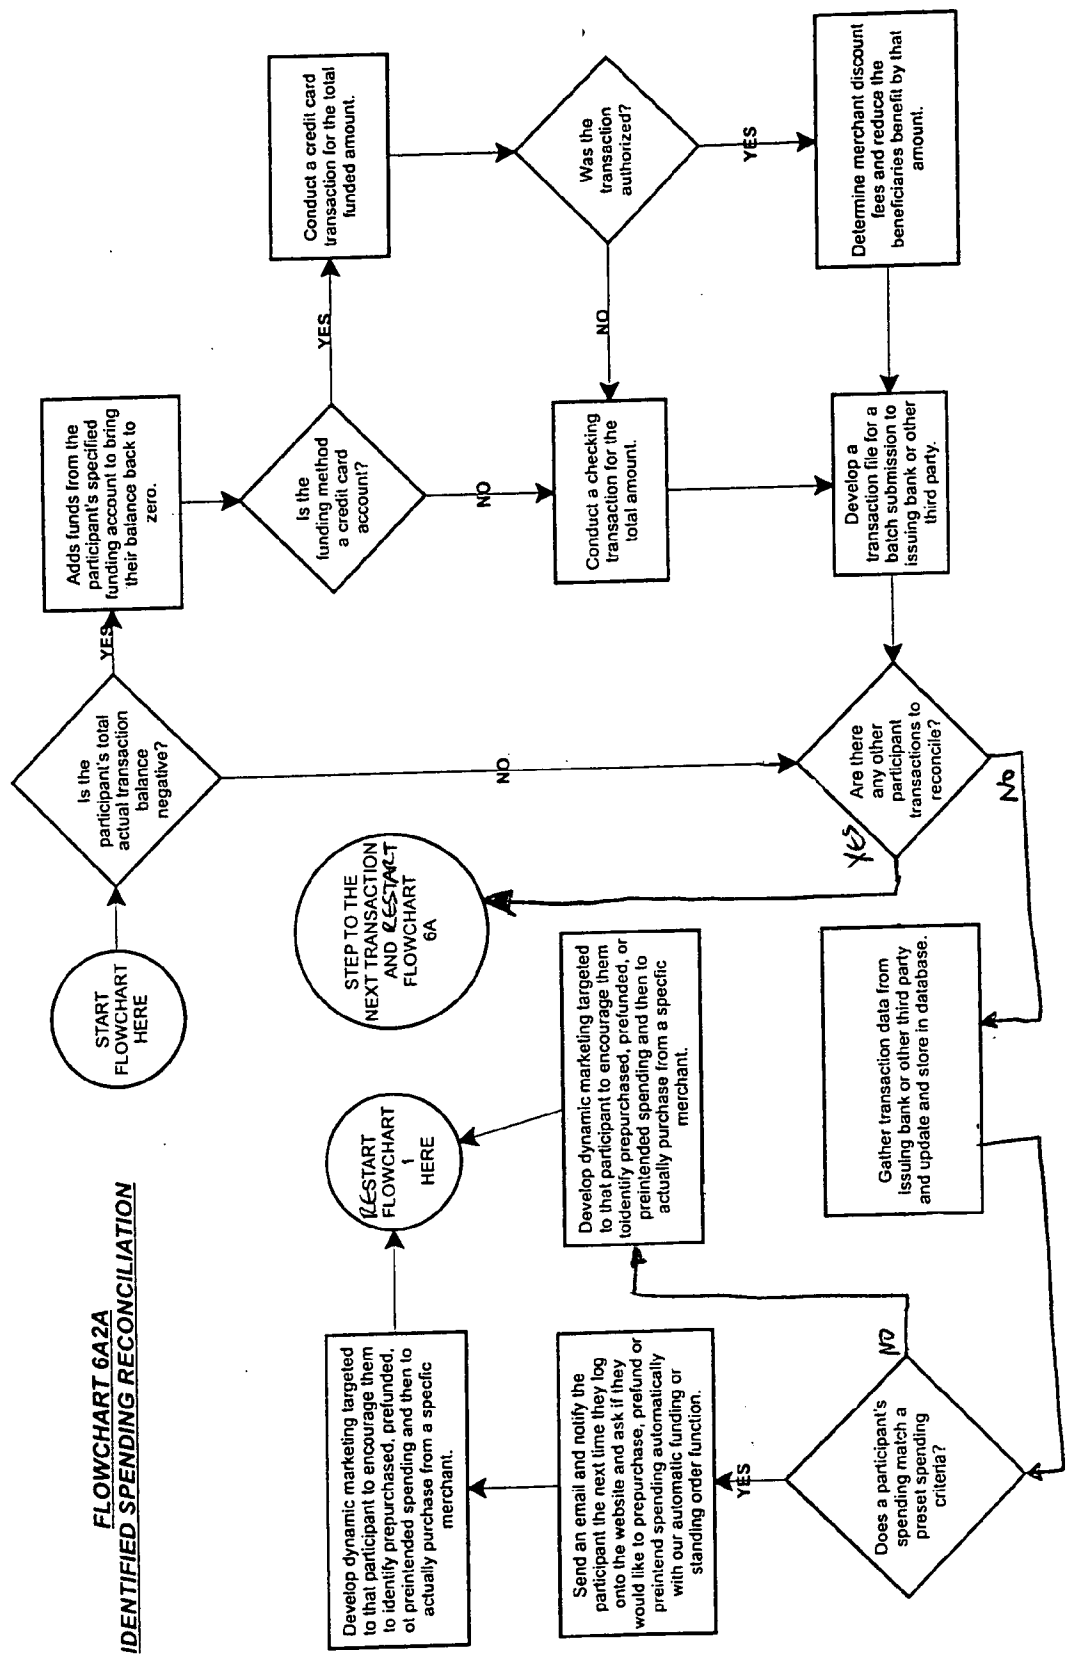 FLOWCHART 6A2A
IDENTIFIED SPENDING RECONCILIATION
START
FLOWCHART
HERE
Is the
participant's total
actual transaction
balance
negative?
YES
NO
Adds funds from the
participant's specified
funding account to bring
their balance back to
zero.
Is the
funding method
a credit card
account?
YES
NO
Conduct a credit card
transaction for the total
funded amount.
Was the
transaction
authorized?
NO
YES
Conduct a checking
transaction for the
total amount.
Determine merchant discount
fees and reduce the
beneficiaries benefit by that
amount.
Develop a
transaction file for a
batch submission to
issuing bank or other
third party.
Are there
any other
participant
transactions to
reconcile?
YES
NO
STEP TO THE
NEXT TRANSACTION
AND RESTART
FLOWCHART
6A
Gather transaction data from
issuing bank or other third party
and update and store in database.
Does a participant's
spending match a
preset spending
criteria?
YES
NO
Send an email and notify the
participant the next time they log
onto the website and ask if they
would like to prepurchase, prefund or
preintend spending automatically
with our automatic funding or
standing order function.
Develop dynamic marketing targeted
to that participant to encourage them
to identify prepurchased, prefunded,
ot preintended spending and then to
actually purchase from a specfic
merchant.
Develop dynamic marketing targeted
to that participant to encourage them
toidentify prepurchased, prefunded, or
preintended spending and then to
actually purchase from a specfic
merchant.
RESTART
FLOWCHART
1
HERE